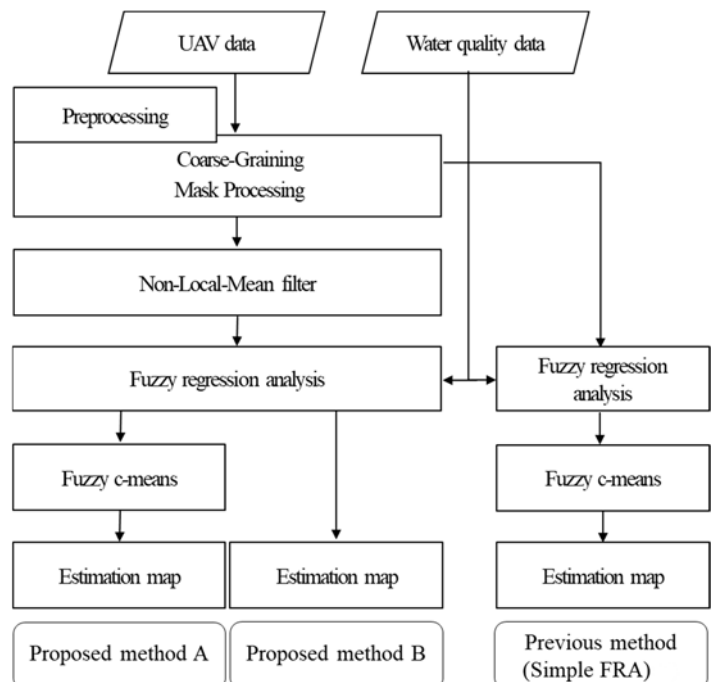 UAV data
Water quality data
Preprocessing
Coarse-Graining
Mask Processing
Non-Local-Mean filter
Fuzzy regression analysis
Fuzzy regression
analysis
Fuzzy c-means
Fuzzy c-means
Estimation map
Estimation map
Estimation map
Proposed method A
Proposed method B
Previous method
(Simple FRA)